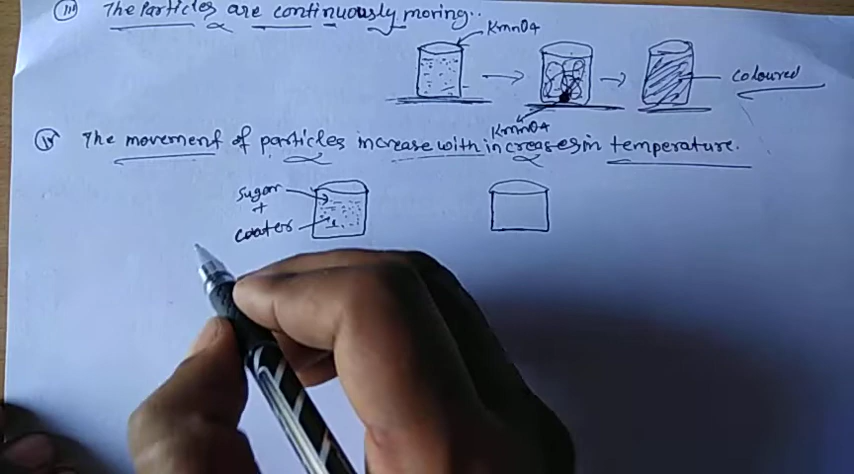 (iii) The Particles are continuously moving..
KmnO4
Coloured
KmnO4
(iv) The movement of particles increase with increases in temperature.
Sugar
+
water